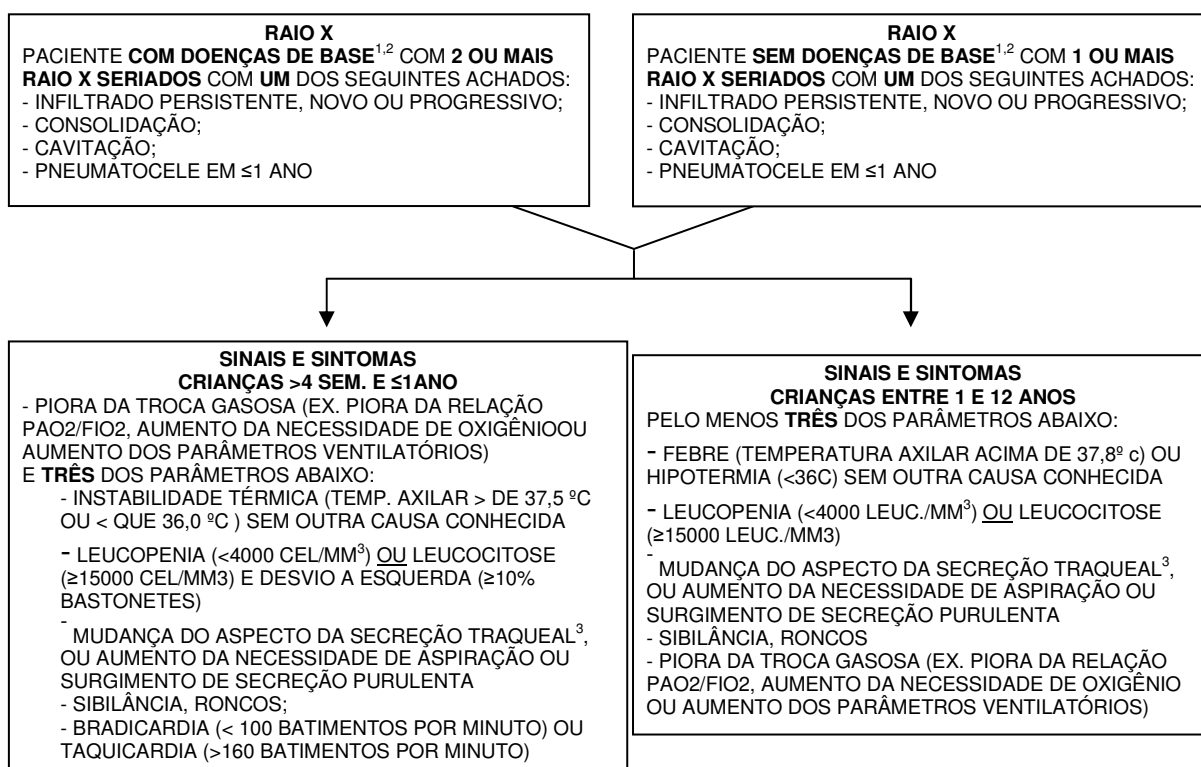 RAIO X
PACIENTE COM DOENÇAS DE BASE1,2 COM 2 OU MAIS
RAIO X SERIADOS COM UM DOS SEGUINTES ACHADOS:
- INFILTRADO PERSISTENTE, NOVO OU PROGRESSIVO;
- CONSOLIDAÇÃO;
- CAVITAÇÃO;
- PNEUMATOCELE EM ≤1 ANO
RAIO X
PACIENTE SEM DOENÇAS DE BASE1,2 COM 1 OU MAIS
RAIO X SERIADOS COM UM DOS SEGUINTES ACHADOS:
- INFILTRADO PERSISTENTE, NOVO OU PROGRESSIVO;
- CONSOLIDAÇÃO;
- CAVITAÇÃO;
- PNEUMATOCELE EM ≤1 ANO
SINAIS E SINTOMAS
CRIANÇAS >4 SEM. E ≤1ANO
- PIORA DA TROCA GASOSA (EX. PIORA DA RELAÇÃO
PAO2/FIO2, AUMENTO DA NECESSIDADE DE OXIGÊNIOOU
AUMENTO DOS PARÂMETROS VENTILATÓRIOS)
E TRÊS DOS PARÂMETROS ABAIXO:
- INSTABILIDADE TÉRMICA (TEMP. AXILAR > DE 37,5 ºC
OU < QUE 36,0 ºC ) SEM OUTRA CAUSA CONHECIDA
- LEUCOPENIA (<4000 CEL/MM3) OU LEUCOCITOSE
(≥15000 CEL/MM3) E DESVIO A ESQUERDA (≥10%
BASTONETES)
-
MUDANÇA DO ASPECTO DA SECREÇÃO TRAQUEAL3,
OU AUMENTO DA NECESSIDADE DE ASPIRAÇÃO OU
SURGIMENTO DE SECREÇÃO PURULENTA
- SIBILÂNCIA, RONCOS;
- BRADICARDIA (< 100 BATIMENTOS POR MINUTO) OU
TAQUICARDIA (>160 BATIMENTOS POR MINUTO)
SINAIS E SINTOMAS
CRIANÇAS ENTRE 1 E 12 ANOS
PELO MENOS TRÊS DOS PARÂMETROS ABAIXO:
- FEBRE (TEMPERATURA AXILAR ACIMA DE 37,8º c) OU
HIPOTERMIA (<36C) SEM OUTRA CAUSA CONHECIDA
- LEUCOPENIA (<4000 LEUC./MM3) OU LEUCOCITOSE
(≥15000 LEUC./MM3)
-
MUDANÇA DO ASPECTO DA SECREÇÃO TRAQUEAL3,
OU AUMENTO DA NECESSIDADE DE ASPIRAÇÃO OU
SURGIMENTO DE SECREÇÃO PURULENTA
- SIBILÂNCIA, RONCOS
- PIORA DA TROCA GASOSA (EX. PIORA DA RELAÇÃO
PAO2/FIO2, AUMENTO DA NECESSIDADE DE OXIGÊNIO
OU AUMENTO DOS PARÂMETROS VENTILATÓRIOS)